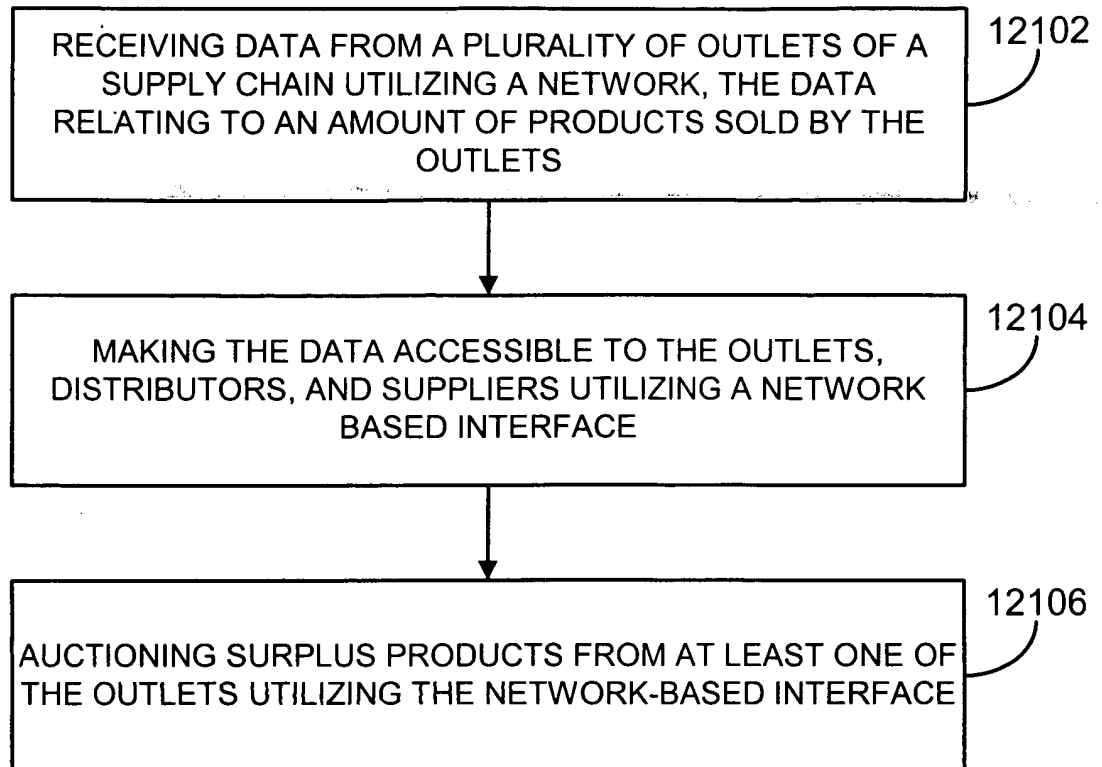 RECEIVING DATA FROM A PLURALITY OF OUTLETS OF A
SUPPLY CHAIN UTILIZING A NETWORK, THE DATA
RELATING TO AN AMOUNT OF PRODUCTS SOLD BY THE
OUTLETS
12102
MAKING THE DATA ACCESSIBLE TO THE OUTLETS,
DISTRIBUTORS, AND SUPPLIERS UTILIZING A NETWORK
BASED INTERFACE
12104
AUCTIONING SURPLUS PRODUCTS FROM AT LEAST ONE OF
THE OUTLETS UTILIZING THE NETWORK-BASED INTERFACE
12106